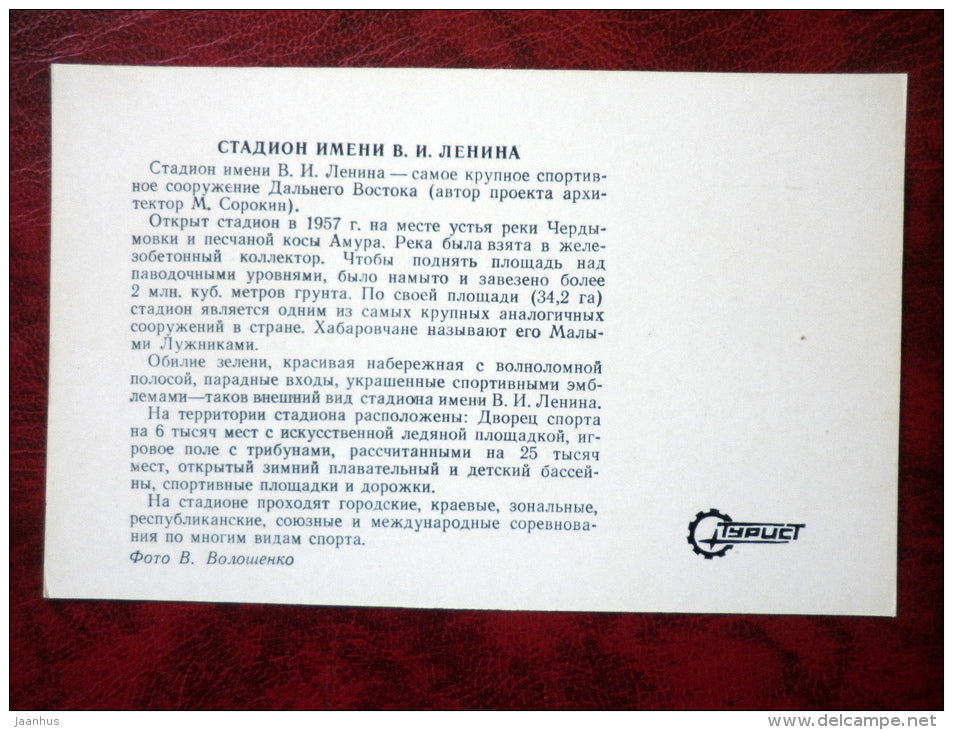 СТАДИОН ИМЕНИ В. И. ЛЕНИНА
Стадион имени В. И. Ленина — самое крупное спортив-
ное сооружение Дальнего Востока (автор проекта архи-
тектор М. Сорокин).
Открыт стадион в 1957 г. на месте устья реки Черды-
мовки и песчаной косы Амура. Река была взята в желе-
зобетонный коллектор. Чтобы поднять площадь над
паводочными уровнями, было намыто и завезено более
2 млн. куб. метров грунта. По своей площади (34,2 га)
стадион является одним из самых крупных аналогичных
сооружений в стране. Хабаровчане называют его Малы-
ми Лужниками.
Обилие зелени, красивая набережная с волноломной
полосой, парадные входы, украшенные спортивными эмб-
лемами—таков внешний вид стадиона имени В. И. Ленина.
На территории стадиона расположены: Дворец спорта
на 6 тысяч мест с искусственной ледяной площадкой, иг-
ровое поле с трибунами, рассчитанными на 25 тысяч
мест, открытый зимний плавательный и детский бассей-
ны, спортивные площадки и дорожки.
На стадионе проходят городские, краевые, зональные,
республиканские, союзные и международные соревнова-
ния по многим видам спорта.
Фото В. Волошенко
ТУРИСТ
jaanhus
www.delcampe.net